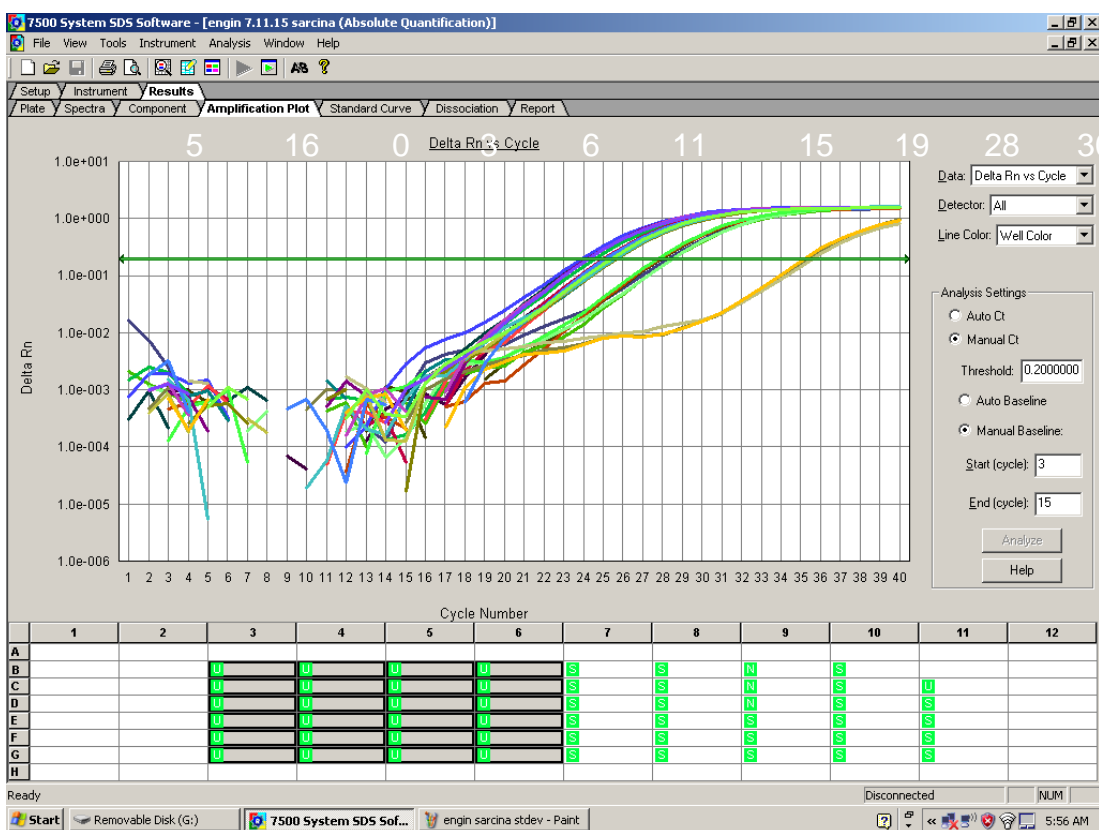 7500 System SDS Software - [engin 7.11.15 sarcina (Absolute Quantification)]
File View Tools Instrument Analysis Window Help
AB ?
Setup Instrument Results
Plate Spectra Component Amplification Plot Standard Curve Dissociation Report
5 16 0 3 6 11 15 19 28 30
Delta Rn vs Cycle
Data: Delta Rn vs Cycle
Detector: All
Line Color: Well Color
Analysis Settings
Auto Ct
Manual Ct
Threshold: 0.2000000
Auto Baseline
Manual Baseline:
Start (cycle): 3
End (cycle): 15
Analyze
Help
Delta Rn
1.0e+001
1.0e+000
1.0e-001
1.0e-002
1.0e-003
1.0e-004
1.0e-005
1.0e-006
1 2 3 4 5 6 7 8 9 10 11 12 13 14 15 16 17 18 19 20 21 22 23 24 25 26 27 28 29 30 31 32 33 34 35 36 37 38 39 40
Cycle Number
1 2 3 4 5 6 7 8 9 10 11 12
A
B U U U U S S N S
C U U U U S S N S U
D U U U U S S N S S
E U U U U S S S S S
F U U U U S S S S S
G U U U U S S S S S
H
Ready Disconnected NUM
Start Removable Disk (G:) 7500 System SDS Sof... engin sarcina stdev - Paint ? « 5:56 AM